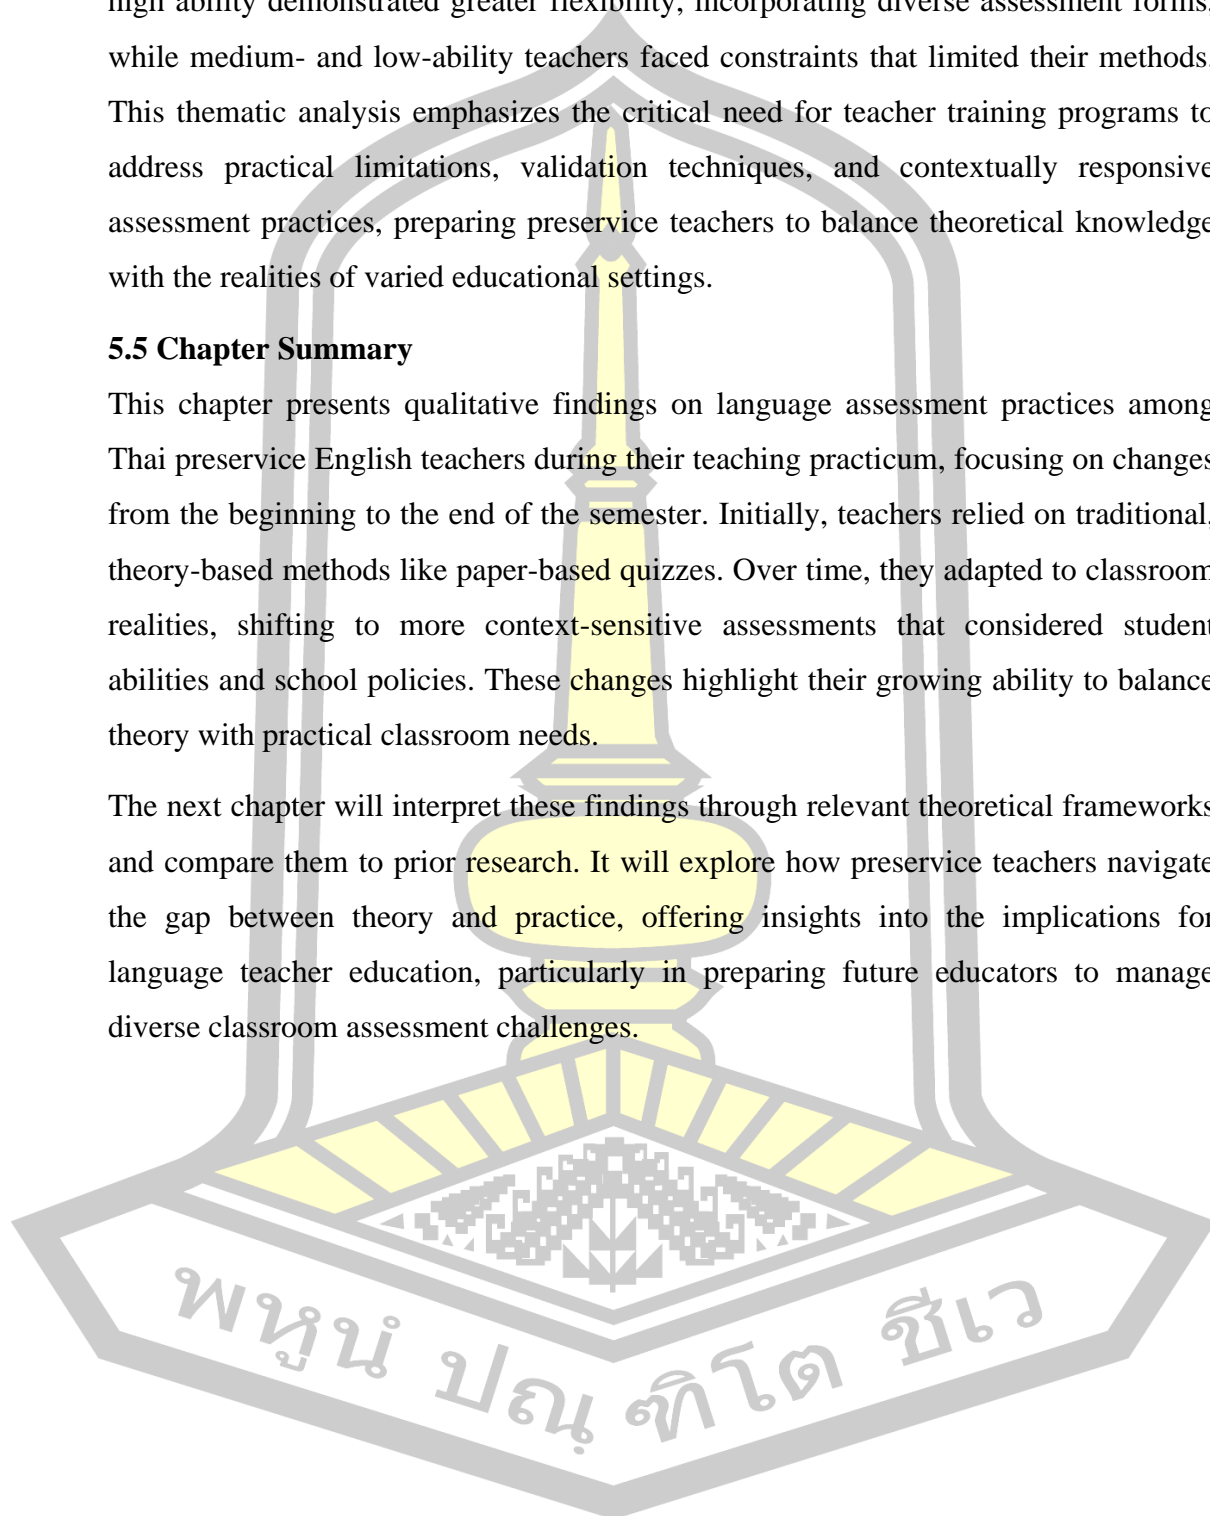 high ability demonstrated greater flexibility, incorporating diverse assessment forms,
while medium- and low-ability teachers faced constraints that limited their methods.
This thematic analysis emphasizes the critical need for teacher training programs to
address practical limitations, validation techniques, and contextually responsive
assessment practices, preparing preservice teachers to balance theoretical knowledge
with the realities of varied educational settings.
5.5 Chapter Summary
This chapter presents qualitative findings on language assessment practices among
Thai preservice English teachers during their teaching practicum, focusing on changes
from the beginning to the end of the semester. Initially, teachers relied on traditional,
theory-based methods like paper-based quizzes. Over time, they adapted to classroom
realities, shifting to more context-sensitive assessments that considered student
abilities and school policies. These changes highlight their growing ability to balance
theory with practical classroom needs.
The next chapter will interpret these findings through relevant theoretical frameworks
and compare them to prior research. It will explore how preservice teachers navigate
the gap between theory and practice, offering insights into the implications for
language teacher education, particularly in preparing future educators to manage
diverse classroom assessment challenges.
พหูนํ ปณฺฑิโต ชีเว